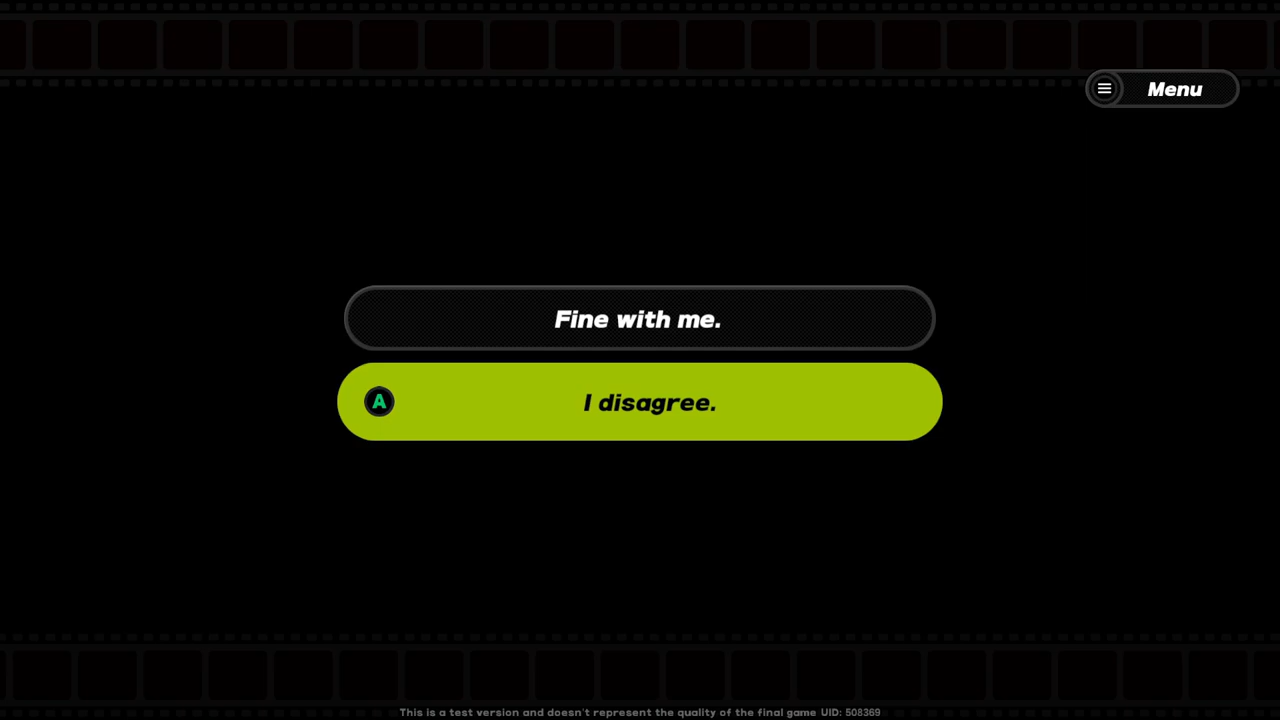 Menu
Fine with me.
A I disagree.
This is a test version and doesn't represent the quality of the final game UID: 508369